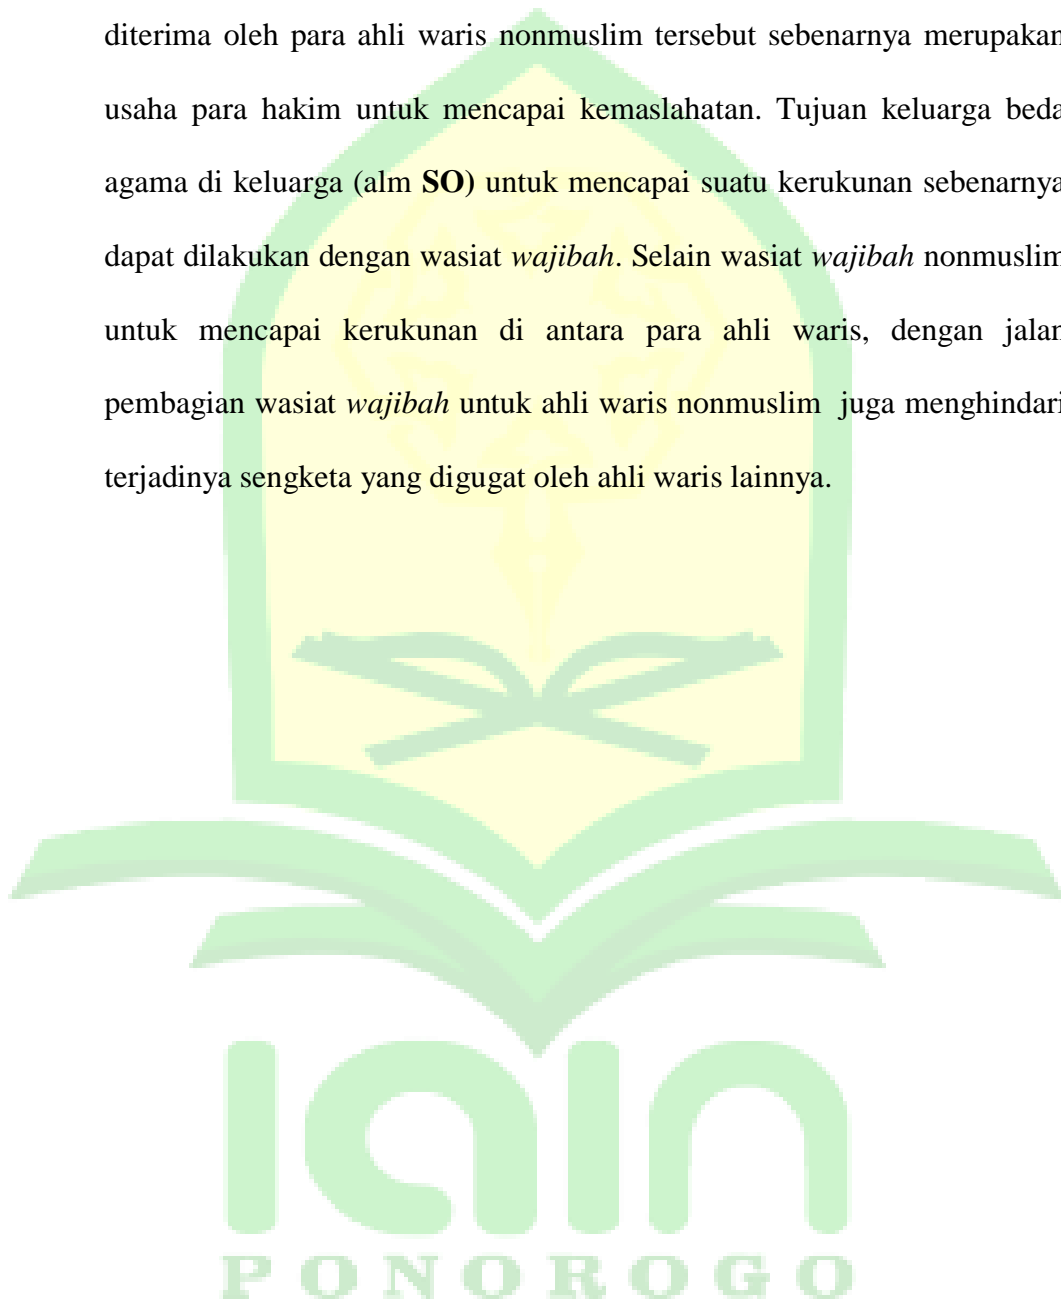 diterima oleh para ahli waris nonmuslim tersebut sebenarnya merupakan
usaha para hakim untuk mencapai kemaslahatan. Tujuan keluarga beda
agama di keluarga (alm SO) untuk mencapai suatu kerukunan sebenarnya
dapat dilakukan dengan wasiat wajibah. Selain wasiat wajibah nonmuslim
untuk mencapai kerukunan di antara para ahli waris, dengan jalan
pembagian wasiat wajibah untuk ahli waris nonmuslim juga menghindari
terjadinya sengketa yang digugat oleh ahli waris lainnya.
iain
PONOROGO